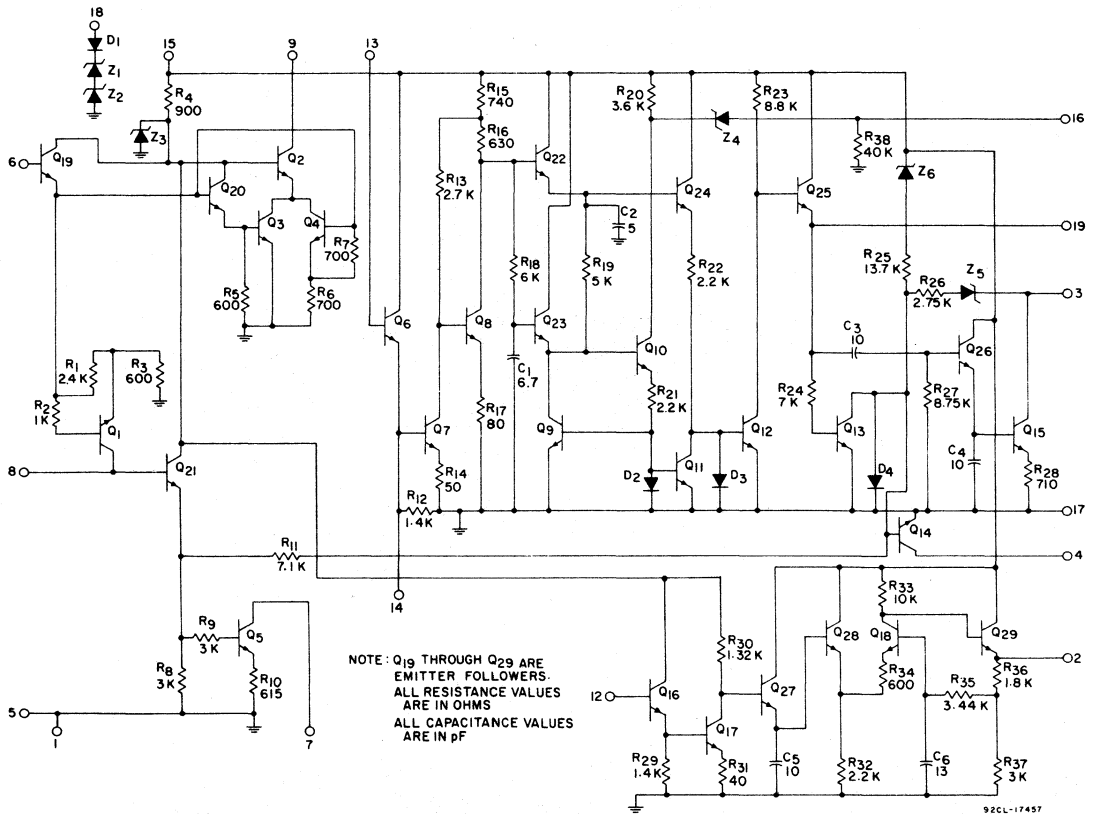 18
D1
Z1
Z2
15
9
13
R4
900
Z3
6
Q19
Q20
Q2
Q3
Q4
R7
700
R5
600
R6
700
R15
740
R16
630
R13
2.7 K
Q22
R18
6 K
R19
5 K
C2
5
Q6
Q8
Q23
C1
6.7
R17
80
Q7
R14
50
R12
1.4K
Q9
R20
3.6 K
Z4
Q24
R22
2.2 K
Q10
R21
2.2 K
D2
Q11
D3
Q12
R23
8.8 K
Q25
R38
40 K
16
Z6
19
R25
13.7 K
R26
2.75 K
Z5
3
C3
10
Q26
R24
7 K
Q13
D4
R27
8.75 K
C4
10
Q15
R28
710
17
Q14
4
R1
2.4 K
R3
600
R2
1 K
Q1
8
Q21
R11
7.1 K
14
R9
3 K
Q5
R8
3 K
R10
615
5
1
7
NOTE : Q19 THROUGH Q29 ARE
EMITTER FOLLOWERS.
ALL RESISTANCE VALUES
ARE IN OHMS
ALL CAPACITANCE VALUES
ARE IN pF
12
Q16
R30
1.32 K
Q17
R29
1.4 K
R31
40
Q27
C5
10
Q28
R32
2.2 K
R33
10 K
Q18
R34
600
Q29
2
R36
1.8 K
R35
3.44 K
C6
13
R37
3 K
92CL-17457